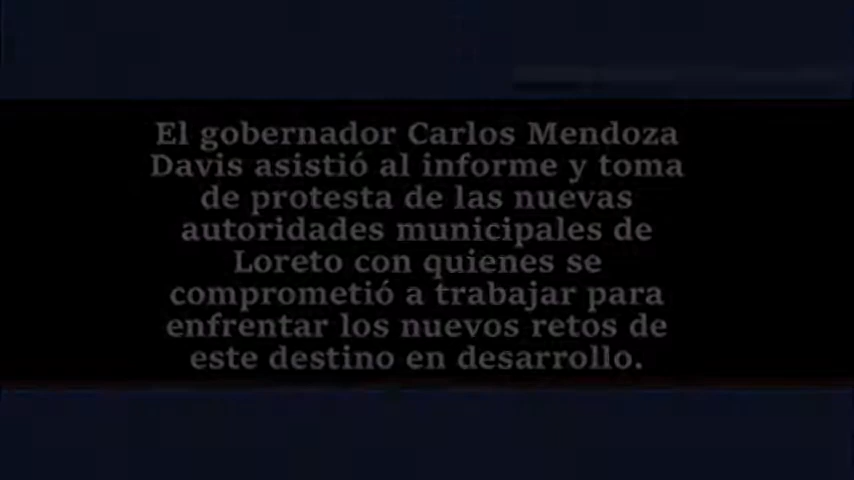 El gobernador Carlos Mendoza
Davis asistió al informe y toma
de protesta de las nuevas
autoridades municipales de
Loreto con quienes se
comprometió a trabajar para
enfrentar los nuevos retos de
este destino en desarrollo.